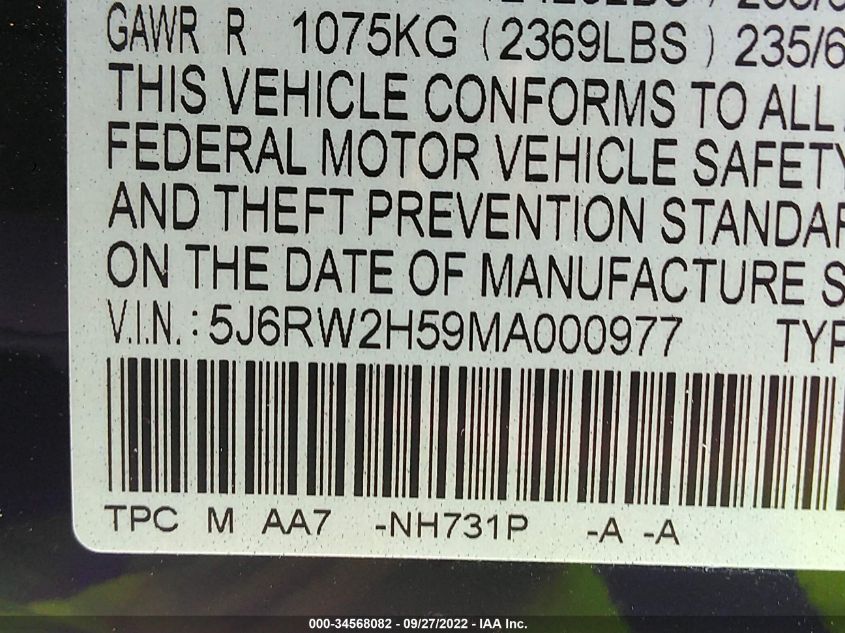 GAWR R 1075KG (2369LBS) 235/6
THIS VEHICLE CONFORMS TO ALL
FEDERAL MOTOR VEHICLE SAFETY
AND THEFT PREVENTION STANDAR
ON THE DATE OF MANUFACTURE S
V.I.N.: 5J6RW2H59MA000977 TYP
TPC M AA7 -NH731P -A -A
000-34568082 - 09/27/2022 - IAA Inc.